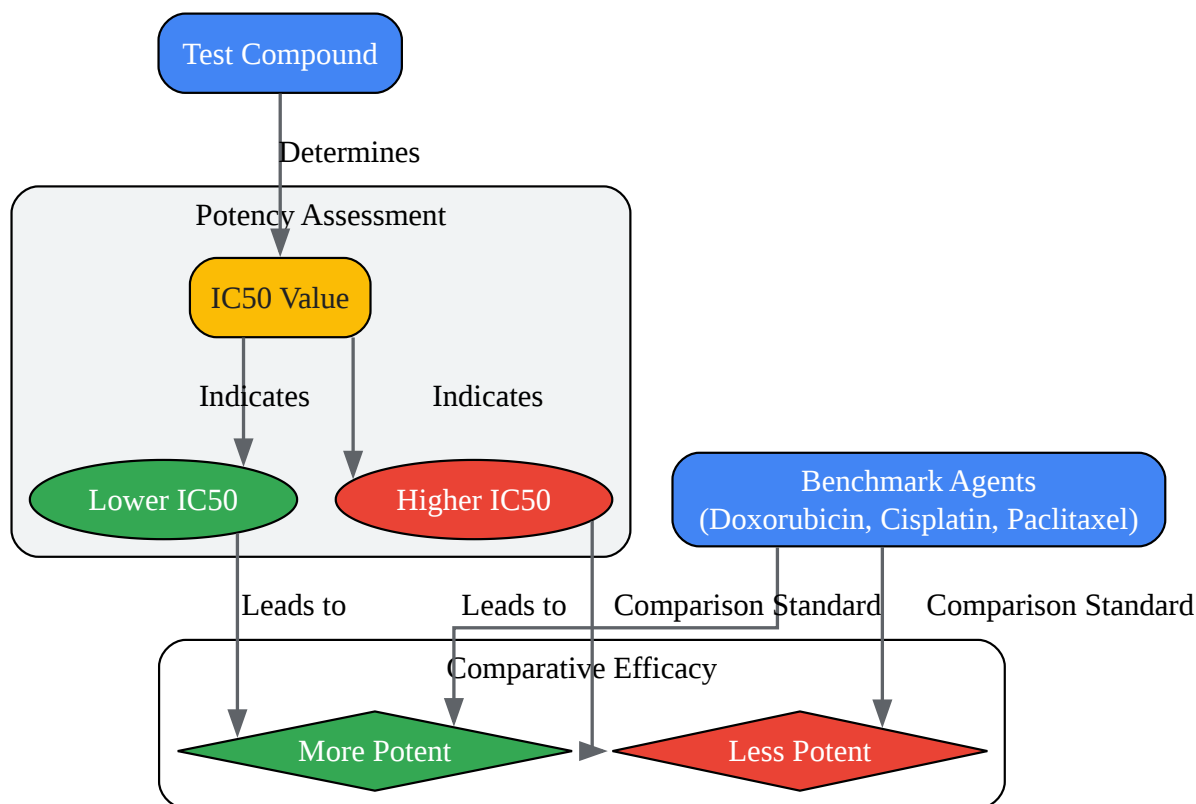 Test Compound
Determines
Potency Assessment
IC50 Value
Indicates
Indicates
Lower IC50
Higher IC50
Benchmark Agents
(Doxorubicin, Cisplatin, Paclitaxel)
Leads to
Leads to
Comparison Standard
Comparison Standard
Comparative Efficacy
More Potent
Less Potent